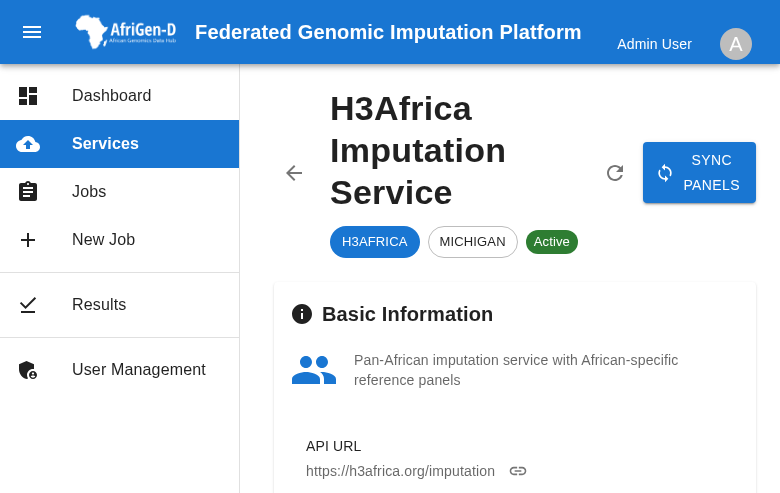 AfriGen-D
African Genomics Data Hub
Federated Genomic Imputation Platform
Admin User
A
Dashboard
Services
Jobs
New Job
Results
User Management
H3Africa
Imputation
Service
SYNC
PANELS
H3AFRICA
MICHIGAN
Active
Basic Information
Pan-African imputation service with African-specific
reference panels
API URL
https://h3africa.org/imputation